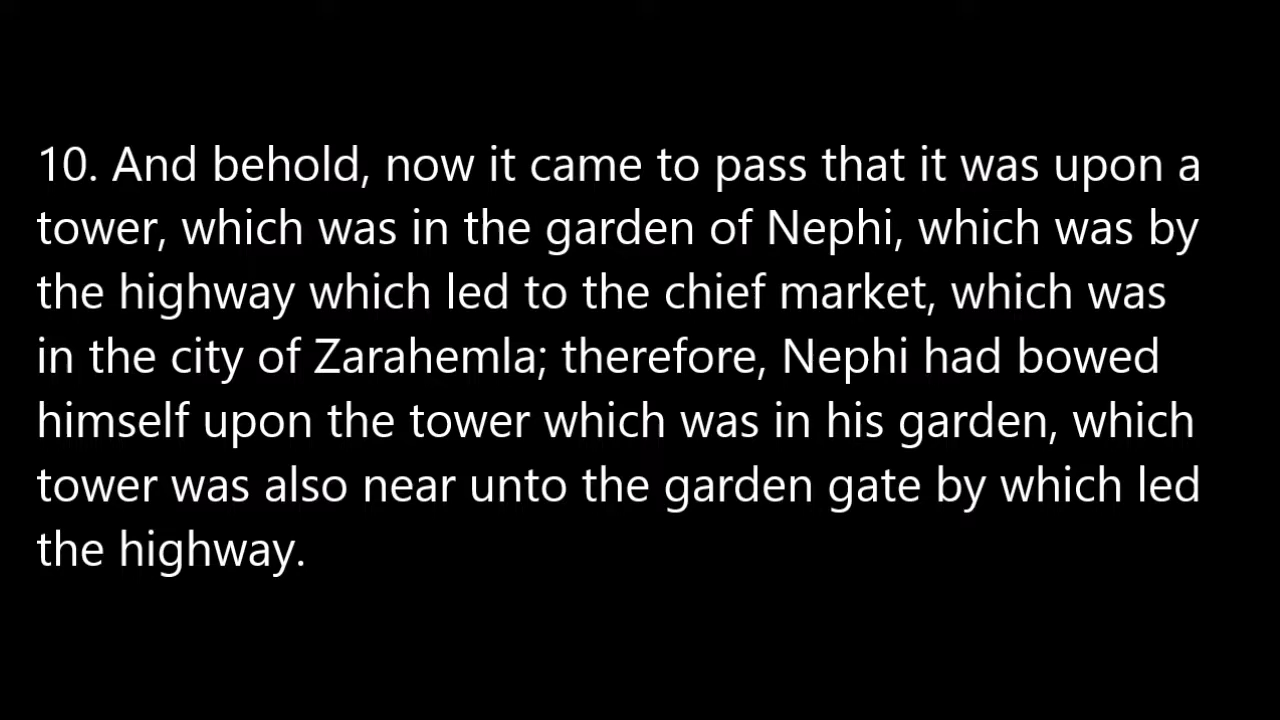 10. And behold, now it came to pass that it was upon a
tower, which was in the garden of Nephi, which was by
the highway which led to the chief market, which was
in the city of Zarahemla; therefore, Nephi had bowed
himself upon the tower which was in his garden, which
tower was also near unto the garden gate by which led
the highway.